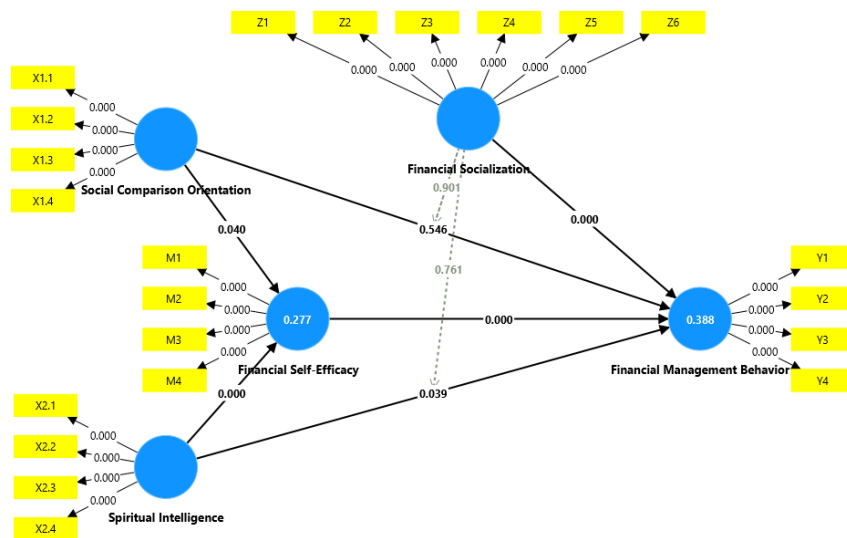 Z1 Z2 Z3 Z4 Z5 Z6
0.000 0.000 0.000 0.000 0.000 0.000
X1.1
0.000
X1.2
0.000
X1.3
0.000
X1.4
0.000
Social Comparison Orientation
Financial Socialization
0.901
0.040
0.546
0.000
0.761
M1
0.000
M2
0.000
M3
0.000
M4
0.000
0.277
Financial Self-Efficacy
0.000
0.388
Financial Management Behavior
Y1
0.000
Y2
0.000
Y3
0.000
Y4
0.000
0.000
0.039
X2.1
0.000
X2.2
0.000
X2.3
0.000
X2.4
0.000
Spiritual Intelligence